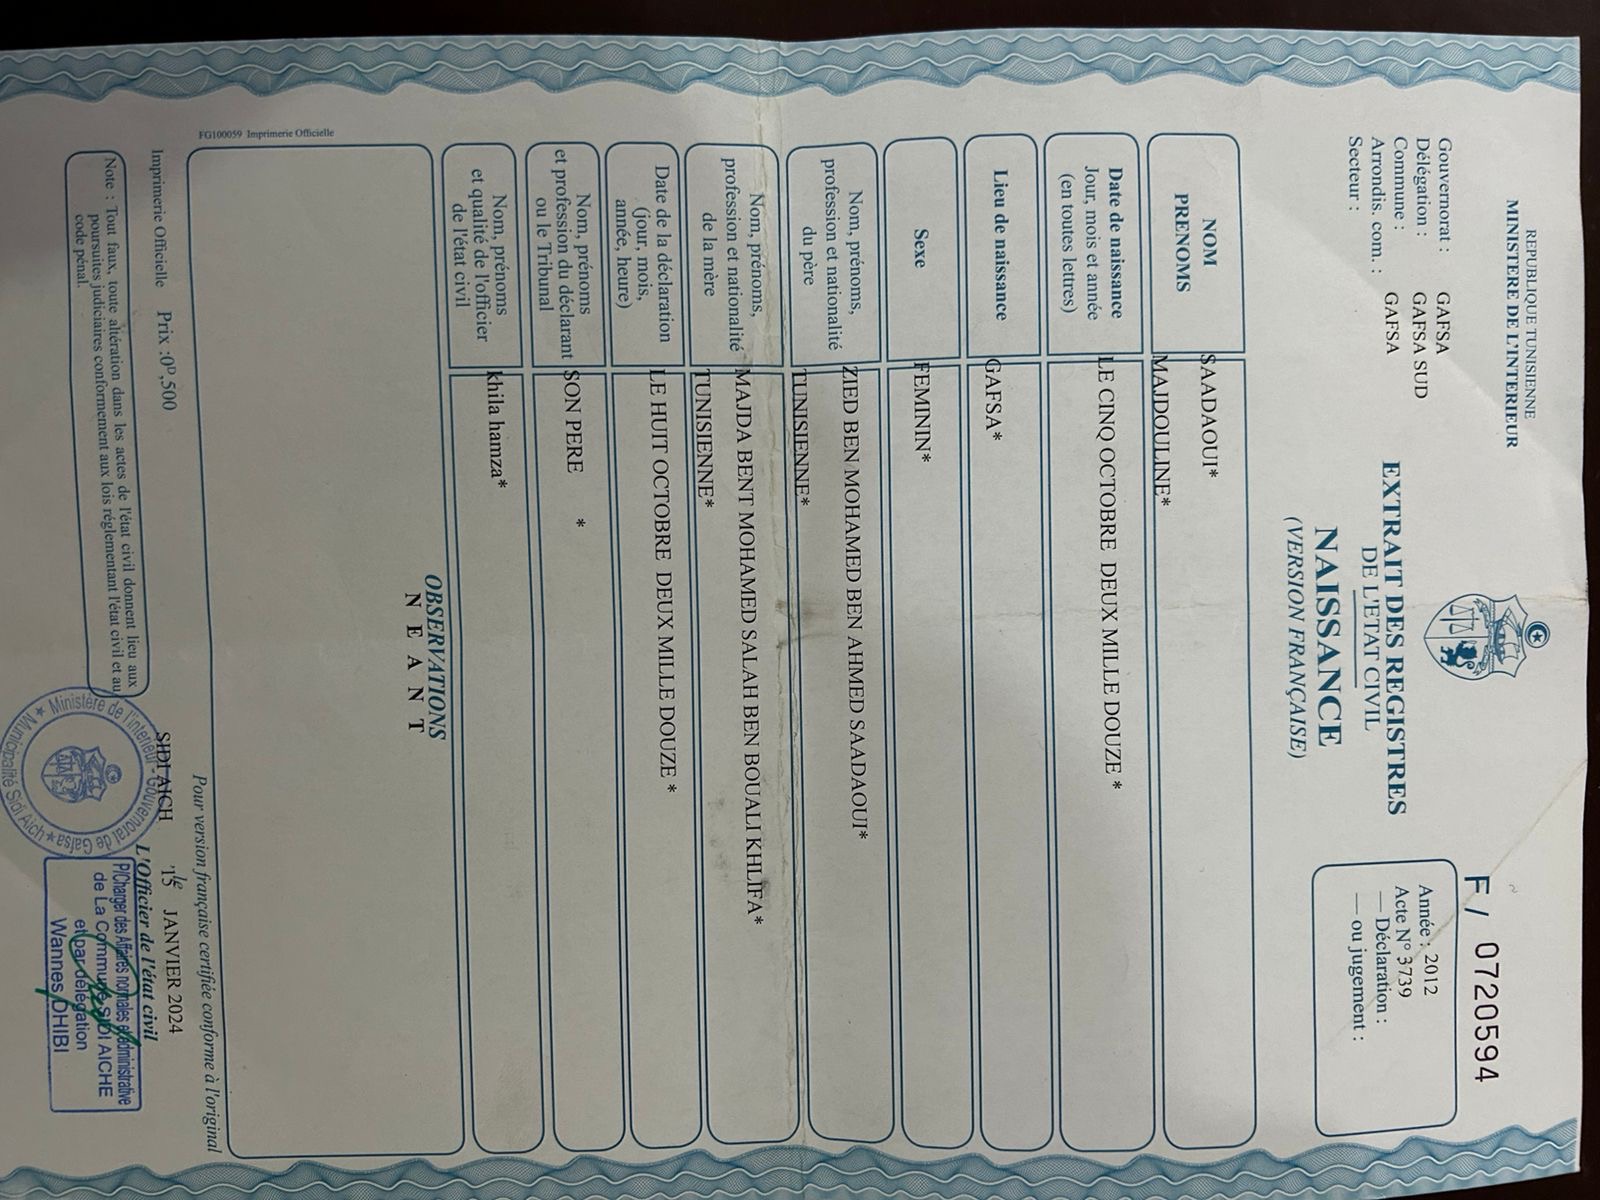 REPUBLIQUE TUNISIENNE
MINISTERE DE L'INTERIEUR
F / 0720594
Gouvernorat : GAFSA
Délégation : GAFSA SUD
Commune : GAFSA
Arrondis. com. :
Secteur :
EXTRAIT DES REGISTRES
DE L'ETAT CIVIL
NAISSANCE
(VERSION FRANÇAISE)
Année : 2012
Acte N° 3739
— Déclaration :
— ou jugement :
NOM
PRENOMS
SAADAOUI*
MAJDOULINE*
Date de naissance
Jour, mois et année
(en toutes lettres)
LE CINQ OCTOBRE DEUX MILLE DOUZE *
Lieu de naissance
GAFSA*
Sexe
FEMININ*
Nom, prénoms,
profession et nationalité
du père
ZIED BEN MOHAMED BEN AHMED SAADAOUI*
TUNISIENNE*
Nom, prénoms,
profession et nationalité
de la mère
MAJDA BENT MOHAMED SALAH BEN BOUALI KHLIFA*
TUNISIENNE*
Date de la déclaration
(jour, mois,
année, heure)
LE HUIT OCTOBRE DEUX MILLE DOUZE *
Nom, prénoms
et profession du déclarant
ou le Tribunal
SON PERE *
Nom, prénoms
et qualité de l'officier
de l'état civil
khila hamza*
OBSERVATIONS
N E A N T
FG100059 Imprimerie Officielle
Pour version française certifiée conforme à l'original
Imprimerie Officielle Prix :0ᴰ,500
SIDI AICH le 15 JANVIER 2024
L'Officier de l'état civil
Note : Tout faux, toute altération dans les actes de l'état civil donnent lieu aux
poursuites judiciaires conformement aux lois réglementant l'état civil et au
code pénal.
Ministère de l'interieur - Gouvernorat de Gafsa
Municipalité Sidi Aich
P/Charger des Affaires normales et administrative
de La Commune SIDI AICHE
et par délégation
Wannes DHIBI